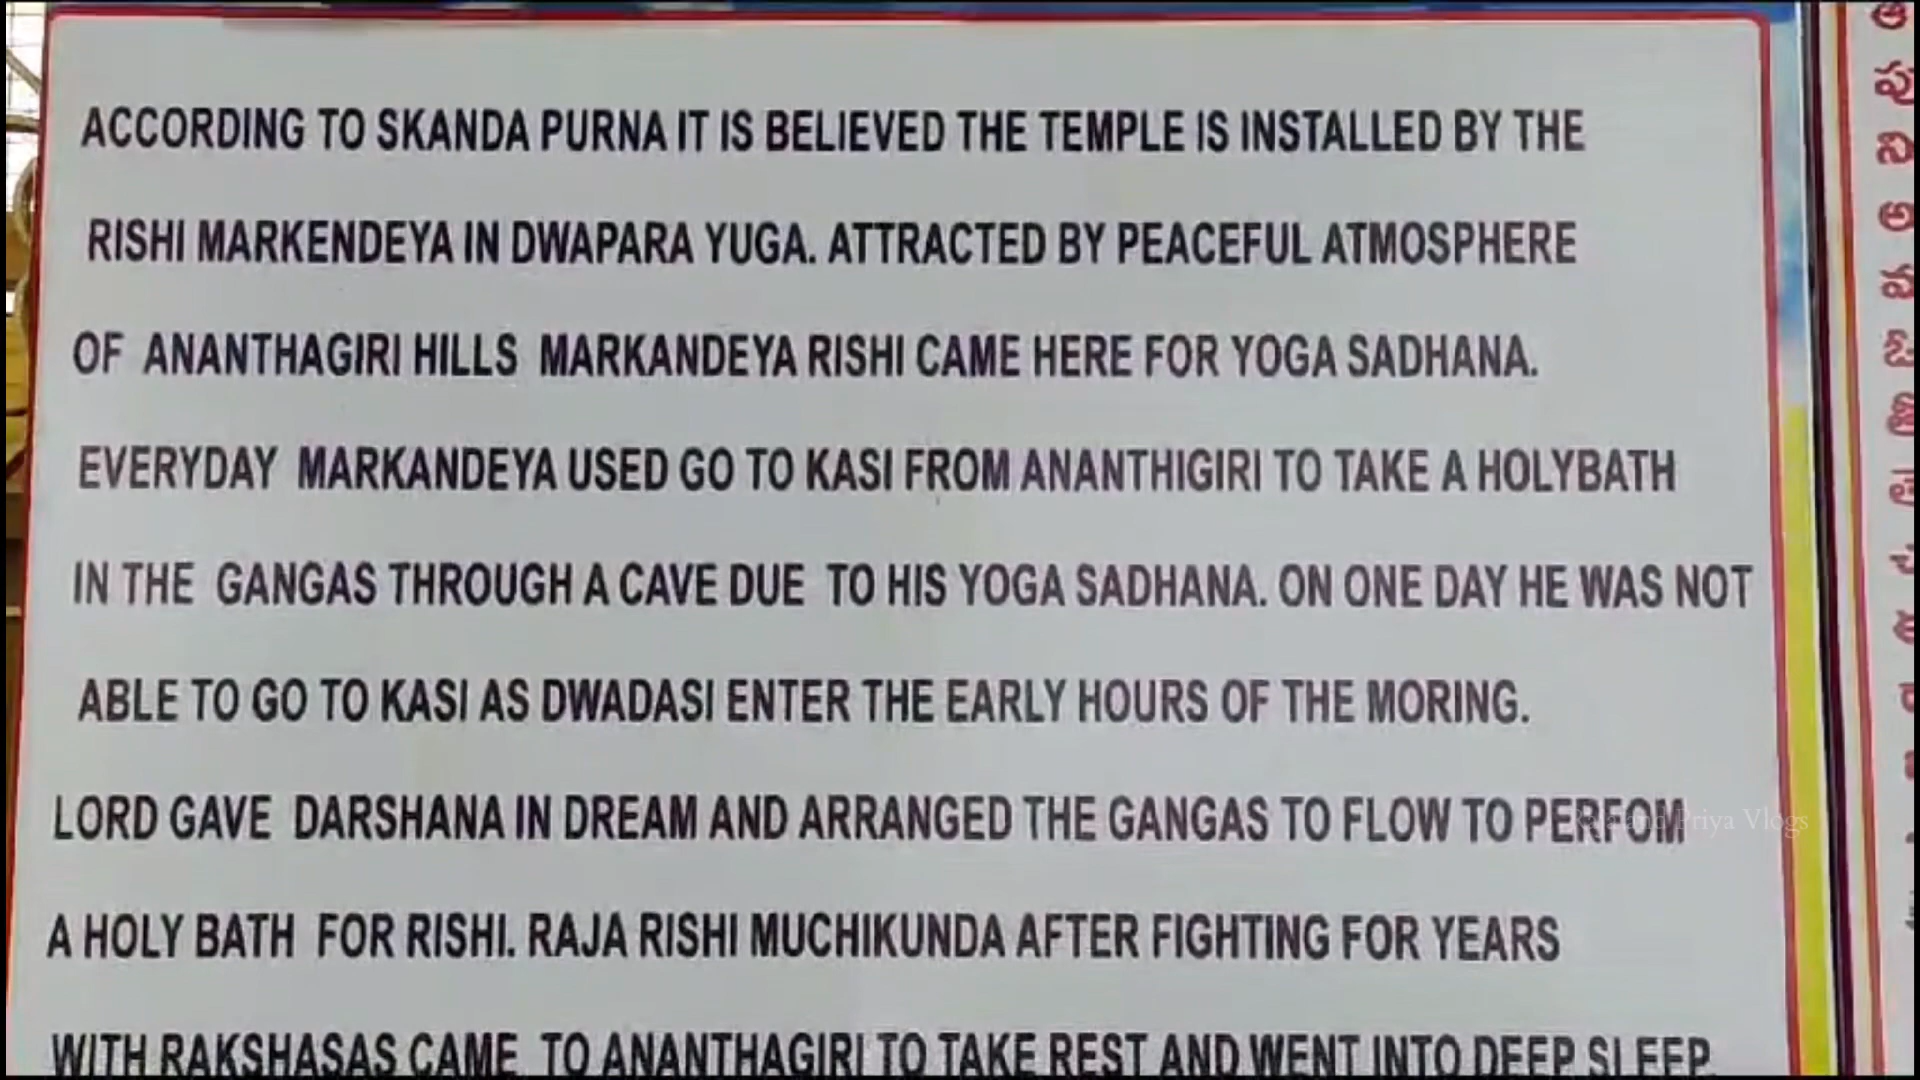 ACCORDING TO SKANDA PURNA IT IS BELIEVED THE TEMPLE IS INSTALLED BY THE
RISHI MARKENDEYA IN DWAPARA YUGA. ATTRACTED BY PEACEFUL ATMOSPHERE
OF ANANTHAGIRI HILLS MARKANDEYA RISHI CAME HERE FOR YOGA SADHANA.
EVERYDAY MARKANDEYA USED GO TO KASI FROM ANANTHIGIRI TO TAKE A HOLYBATH
IN THE GANGAS THROUGH A CAVE DUE TO HIS YOGA SADHANA. ON ONE DAY HE WAS NOT
ABLE TO GO TO KASI AS DWADASI ENTER THE EARLY HOURS OF THE MORING.
LORD GAVE DARSHANA IN DREAM AND ARRANGED THE GANGAS TO FLOW TO PERFOM
and Priya Vlogs
A HOLY BATH FOR RISHI. RAJA RISHI MUCHIKUNDA AFTER FIGHTING FOR YEARS
WITH RAKSHASAS CAME TO ANANTHAGIRI TO TAKE REST AND WENT INTO DEEP SLEEP.